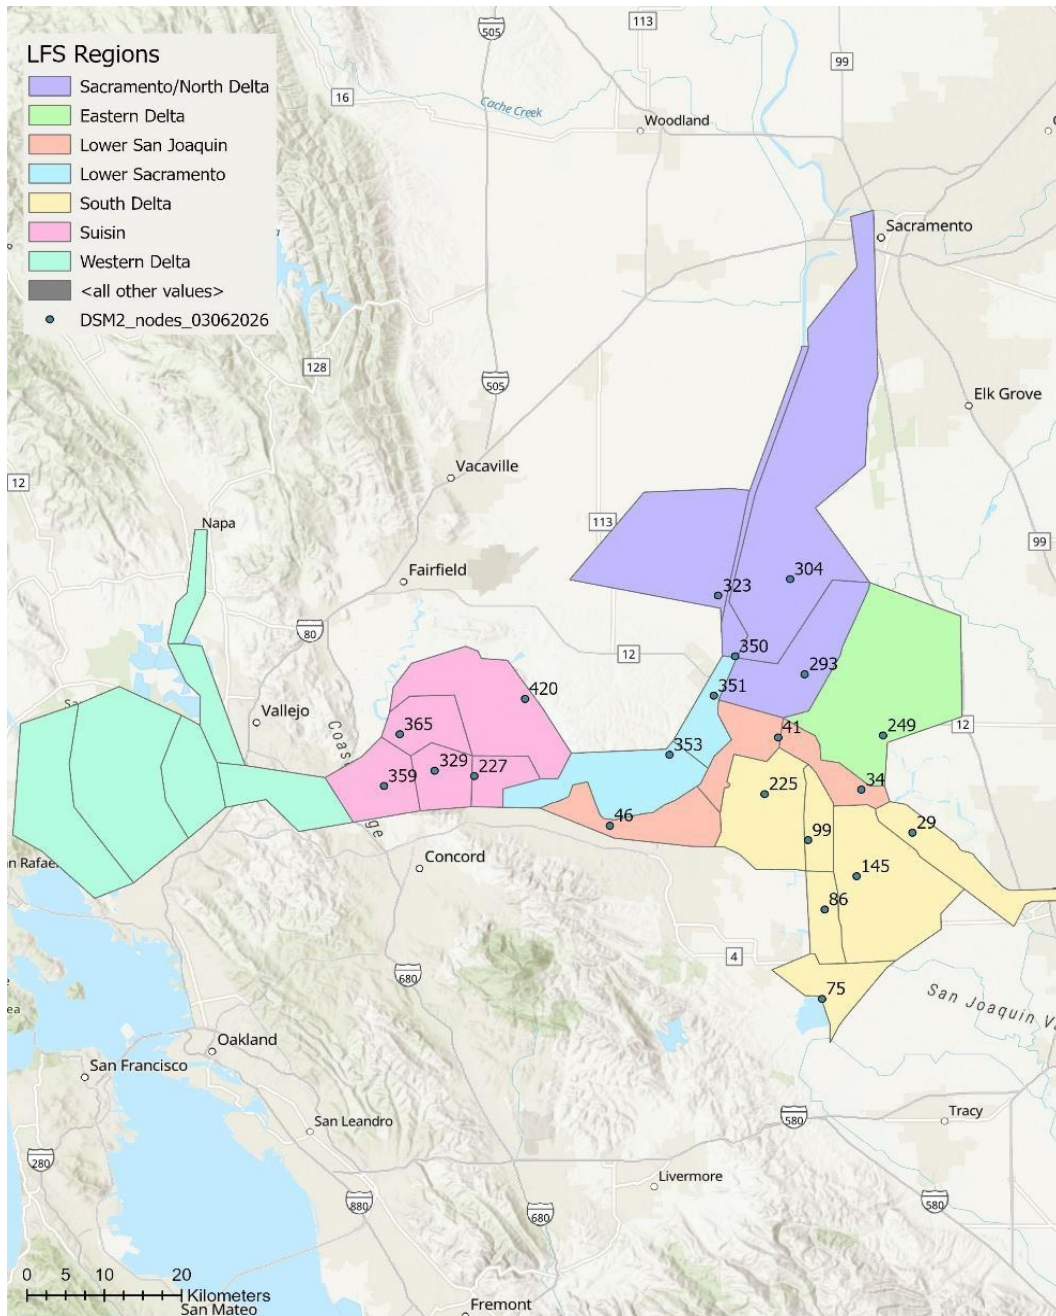 LFS Regions
Sacramento/North Delta
Eastern Delta
Lower San Joaquin
Lower Sacramento
South Delta
Suisin
Western Delta
<all other values>
DSM2_nodes_03062026
505
113
99
16
Cache Creek
Woodland
Sacramento
128
505
Elk Grove
Vacaville
12
113
Napa
99
Fairfield
304
323
80
12
350
293
351
420
Vallejo
365
41
249
12
353
329
227
359
34
225
46
29
99
Concord
145
86
4
680
75
San Joaquin
Oakland
San Francisco
San Leandro
580
Tracy
280
Livermore
880
680
580
0 5 10 20
Kilometers
San Mateo
Fremont